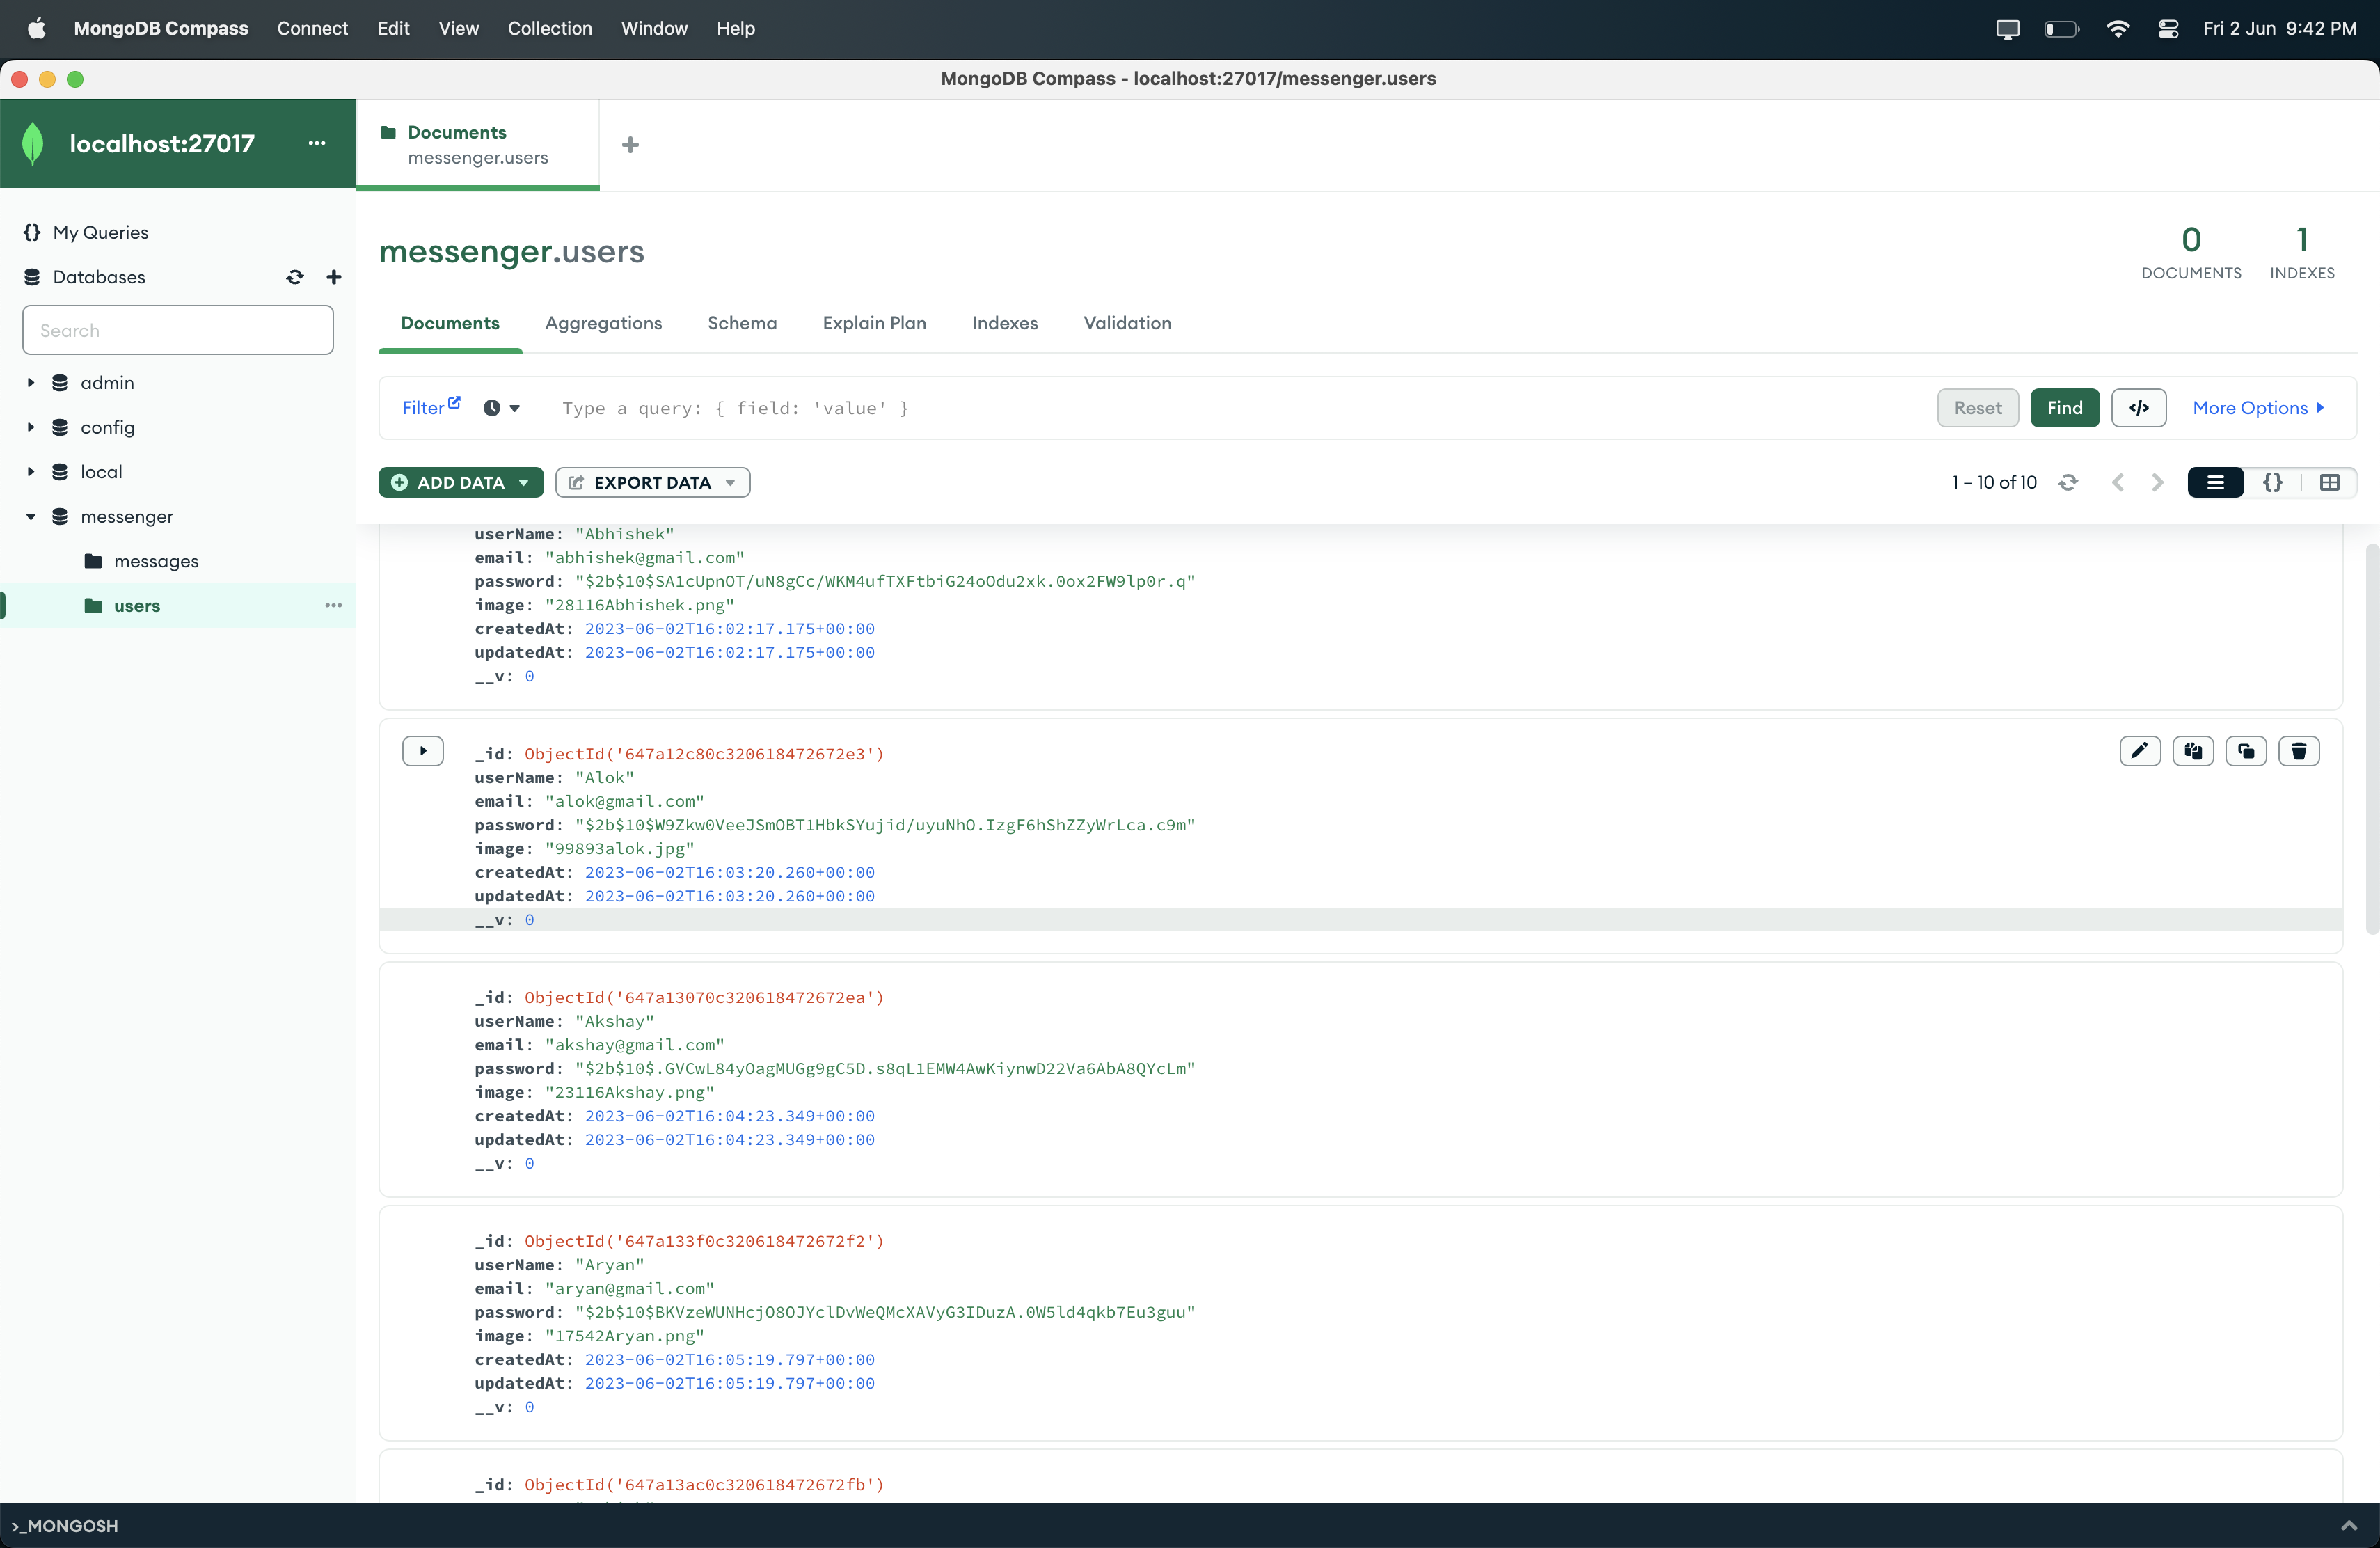 MongoDB Compass Connect Edit View Collection Window Help Fri 2 Jun 9:42 PM
MongoDB Compass - localhost:27017/messenger.users
localhost:27017
Documents
messenger.users
My Queries
Databases
Search
admin
config
local
messenger
messages
users
messenger.users
0
DOCUMENTS
1
INDEXES
Documents Aggregations Schema Explain Plan Indexes Validation
Filter Type a query: { field: 'value' } Reset Find </> More Options
ADD DATA EXPORT DATA 1 – 10 of 10 {}
userName: "Abhishek"
email: "abhishek@gmail.com"
password: "$2b$10$SA1cUpnOT/uN8gCc/WKM4ufTXFtbiG24oOdu2xk.0ox2FW9lp0r.q"
image: "28116Abhishek.png"
createdAt: 2023-06-02T16:02:17.175+00:00
updatedAt: 2023-06-02T16:02:17.175+00:00
__v: 0
_id: ObjectId('647a12c80c320618472672e3')
userName: "Alok"
email: "alok@gmail.com"
password: "$2b$10$W9Zkw0VeeJSmOBT1HbkSYujid/uyuNhO.IzgF6hShZZyWrLca.c9m"
image: "99893alok.jpg"
createdAt: 2023-06-02T16:03:20.260+00:00
updatedAt: 2023-06-02T16:03:20.260+00:00
__v: 0
_id: ObjectId('647a13070c320618472672ea')
userName: "Akshay"
email: "akshay@gmail.com"
password: "$2b$10$.GVCwL84yOagMUGg9gC5D.s8qL1EMW4AwKiynwD22Va6AbA8QYcLm"
image: "23116Akshay.png"
createdAt: 2023-06-02T16:04:23.349+00:00
updatedAt: 2023-06-02T16:04:23.349+00:00
__v: 0
_id: ObjectId('647a133f0c320618472672f2')
userName: "Aryan"
email: "aryan@gmail.com"
password: "$2b$10$BKVzeWUNHcjO8OJYclDvWeQMcXAVyG3IDuzA.0W5ld4qkb7Eu3guu"
image: "17542Aryan.png"
createdAt: 2023-06-02T16:05:19.797+00:00
updatedAt: 2023-06-02T16:05:19.797+00:00
__v: 0
_id: ObjectId('647a13ac0c320618472672fb')
>_MONGOSH